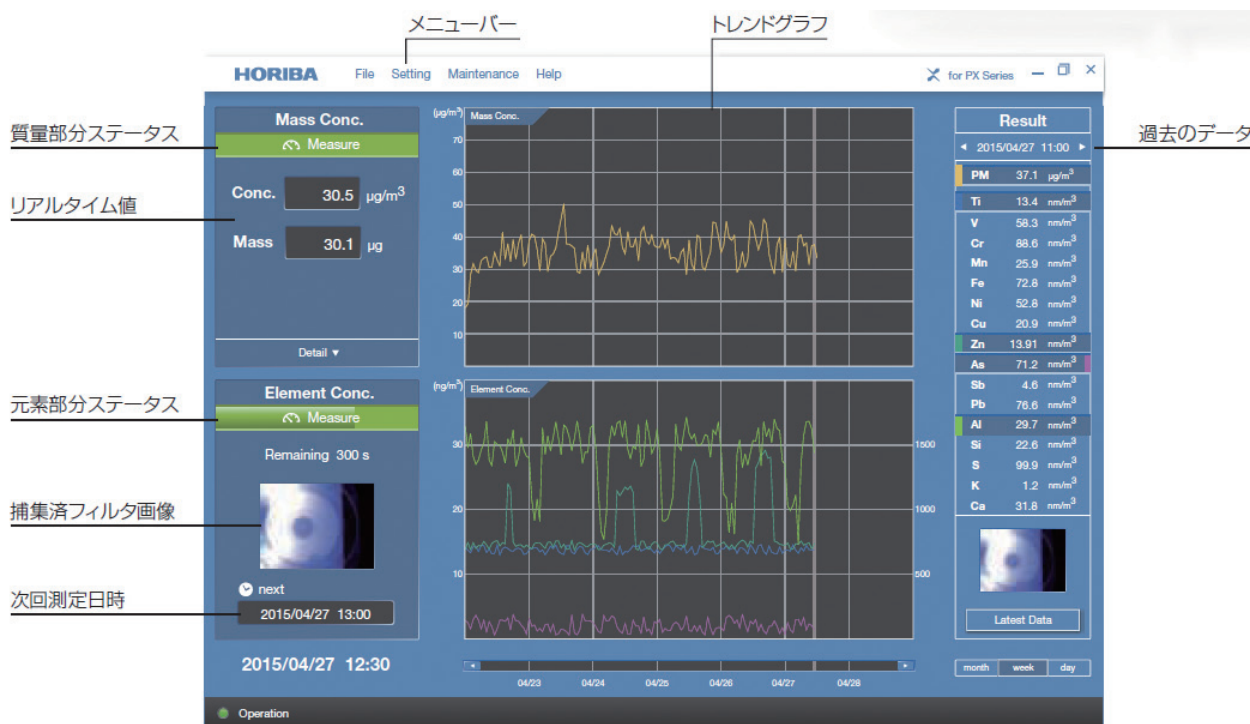 メニューバー
トレンドグラフ
HORIBA File Setting Maintenance Help for PX Series
質量部分ステータス
リアルタイム値
元素部分ステータス
捕集済フィルタ画像
次回測定日時
過去のデータ
Mass Conc.
Measure
Conc. 30.5 µg/m³
Mass 30.1 µg
Detail ▼
Element Conc.
Measure
Remaining 300 s
next
2015/04/27 13:00
2015/04/27 12:30
Operation
(µg/m³) Mass Conc.
70
60
50
40
30
20
10
(ng/m³) Element Conc.
30 1500
20 1000
10 500
04/23 04/24 04/25 04/26 04/27 04/28
Result
◄ 2015/04/27 11:00 ►
PM 37.1 µg/m³
Ti 13.4 nm/m³
V 58.3 nm/m³
Cr 88.6 nm/m³
Mn 25.9 nm/m³
Fe 72.8 nm/m³
Ni 52.8 nm/m³
Cu 20.9 nm/m³
Zn 13.91 nm/m³
As 71.2 nm/m³
Sb 4.6 nm/m³
Pb 76.6 nm/m³
Al 29.7 nm/m³
Si 22.6 nm/m³
S 99.9 nm/m³
K 1.2 nm/m³
Ca 31.8 nm/m³
Latest Data
month week day